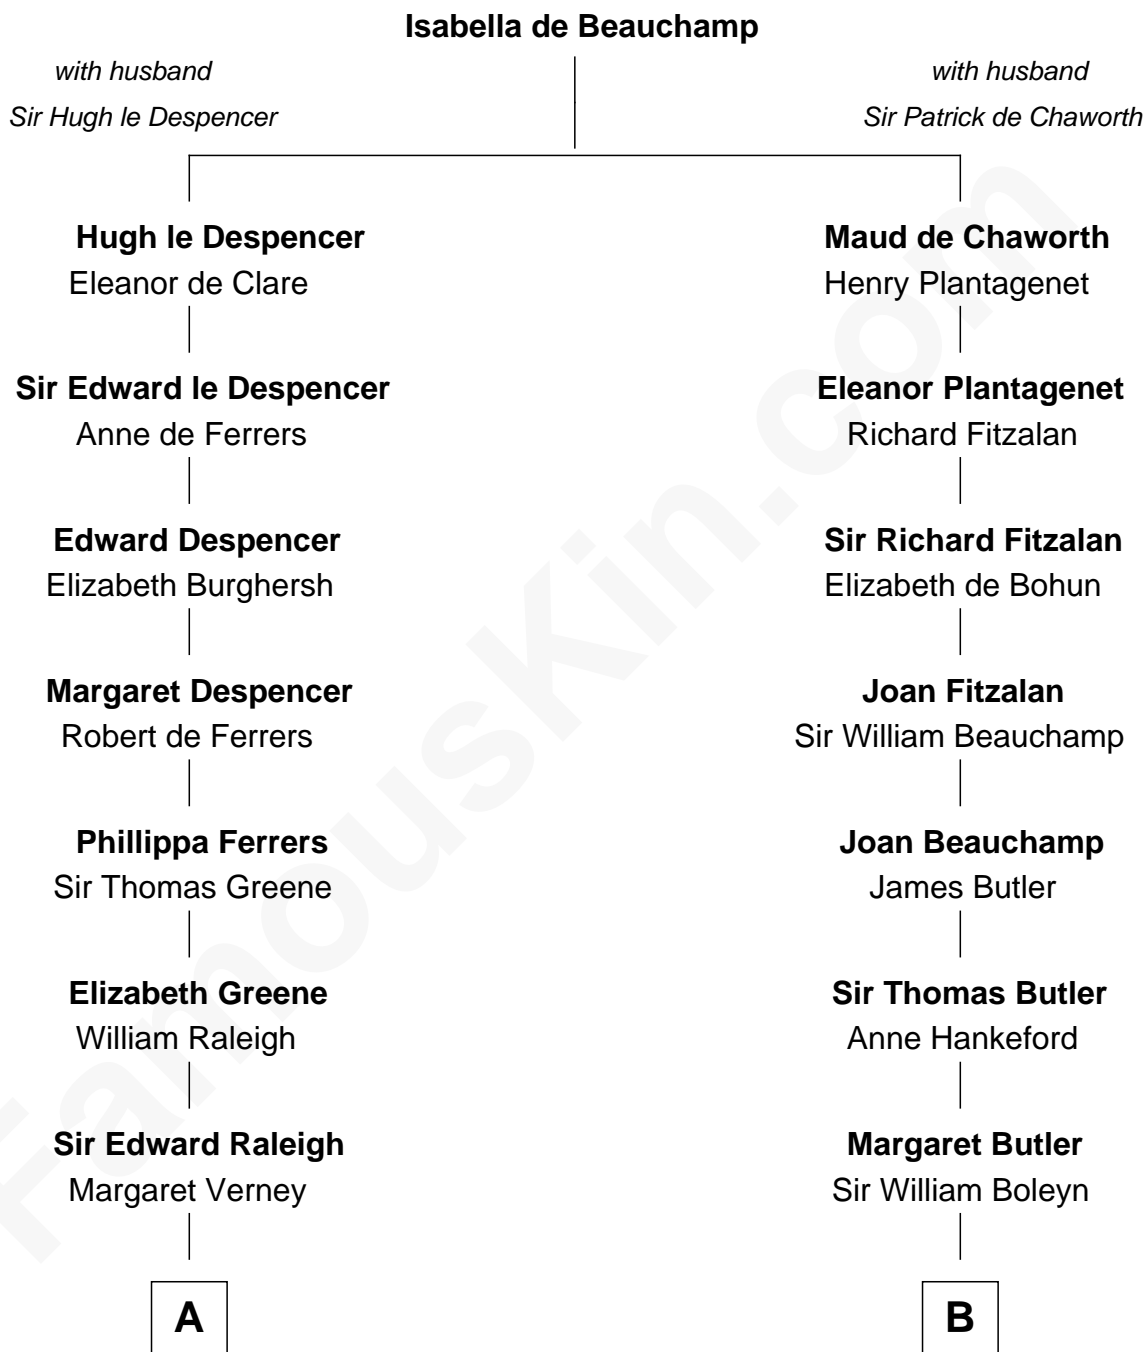 Isabella de Beauchamp
with husband
Sir Hugh le Despencer
with husband
Sir Patrick de Chaworth
Hugh le Despencer
Eleanor de Clare
Maud de Chaworth
Henry Plantagenet
Sir Edward le Despencer
Anne de Ferrers
Eleanor Plantagenet
Richard Fitzalan
Edward Despencer
Elizabeth Burghersh
Sir Richard Fitzalan
Elizabeth de Bohun
Margaret Despencer
Robert de Ferrers
Joan Fitzalan
Sir William Beauchamp
Phillippa Ferrers
Sir Thomas Greene
Joan Beauchamp
James Butler
Elizabeth Greene
William Raleigh
Sir Thomas Butler
Anne Hankeford
Sir Edward Raleigh
Margaret Verney
Margaret Butler
Sir William Boleyn
A
B
FamousKin.com